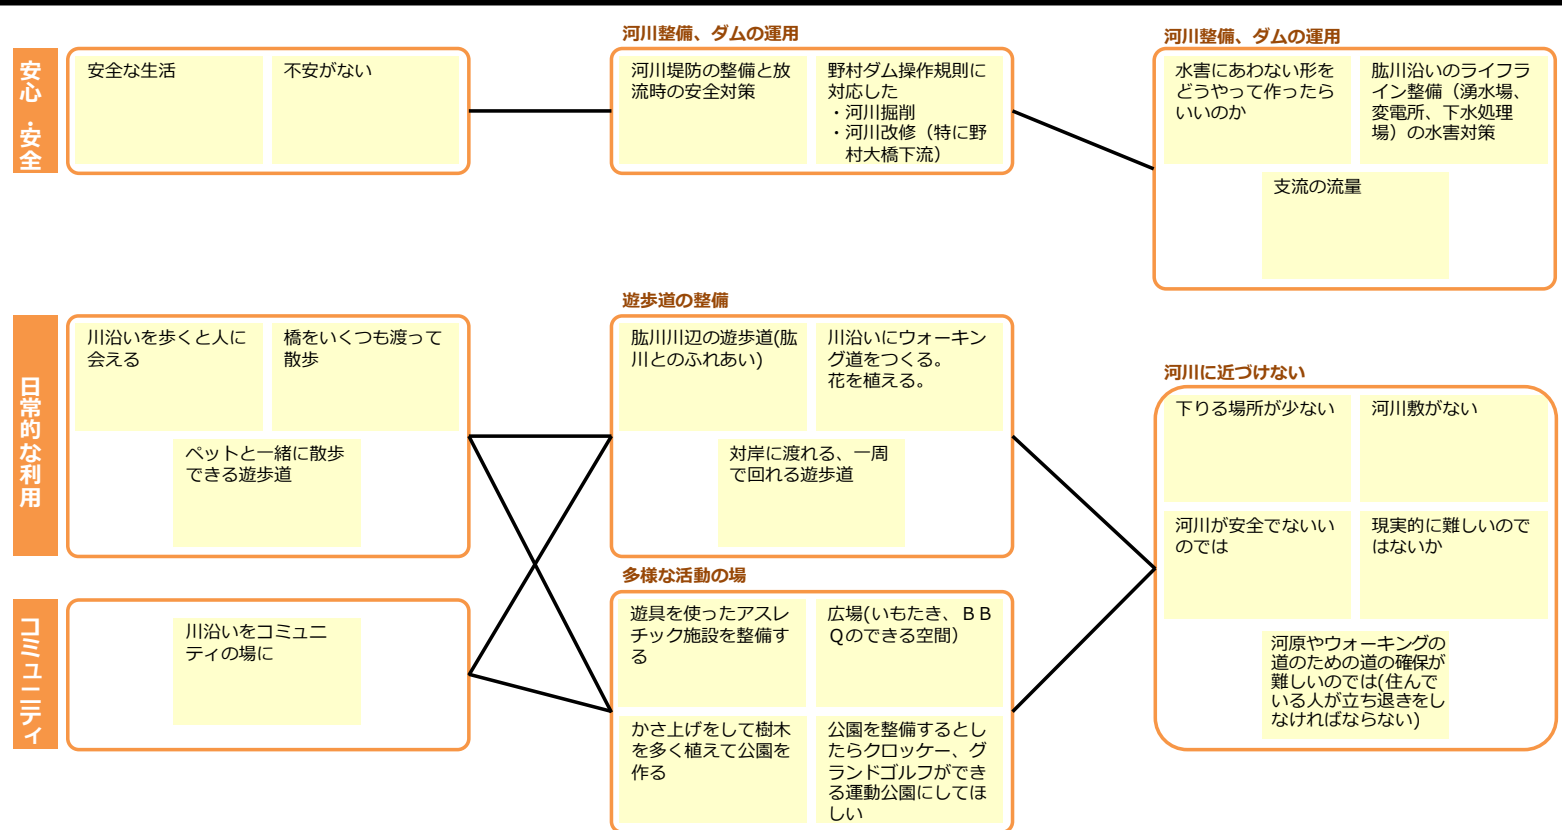 安心・安全
安全な生活
不安がない
河川整備、ダムの運用
河川堤防の整備と放
流時の安全対策
野村ダム操作規則に
対応した
・河川掘削
・河川改修（特に野
村大橋下流）
河川整備、ダムの運用
水害にあわない形を
どうやって作ったら
いいのか
肱川沿いのライフラ
イン整備（湧水場、
変電所、下水処理
場）の水害対策
支流の流量
日常的な利用
川沿いを歩くと人に
会える
橋をいくつも渡って
散歩
ペットと一緒に散歩
できる遊歩道
遊歩道の整備
肱川川辺の遊歩道(肱
川とのふれあい)
川沿いにウォーキン
グ道をつくる。
花を植える。
対岸に渡れる、一周
で回れる遊歩道
河川に近づけない
下りる場所が少ない
河川敷がない
河川が安全でないい
のでは
現実的に難しいので
はないか
河原やウォーキングの
道のための道の確保が
難しいのでは(住んで
いる人が立ち退きをし
なければならない)
コミュニティ
川沿いをコミュニ
ティの場に
多様な活動の場
遊具を使ったアスレ
チック施設を整備す
る
広場(いもたき、ＢＢ
Ｑのできる空間）
かさ上げをして樹木
を多く植えて公園を
作る
公園を整備するとし
たらクロッケー、グ
ランドゴルフができ
る運動公園にしてほ
しい